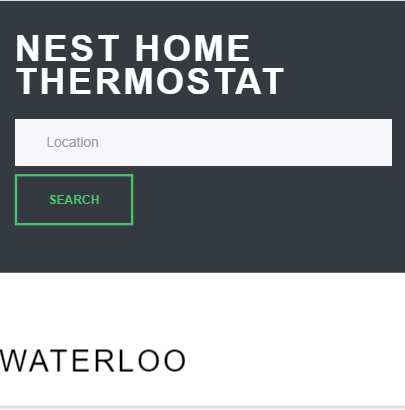 NEST HOME
THERMOSTAT
Location
SEARCH
WATERLOO